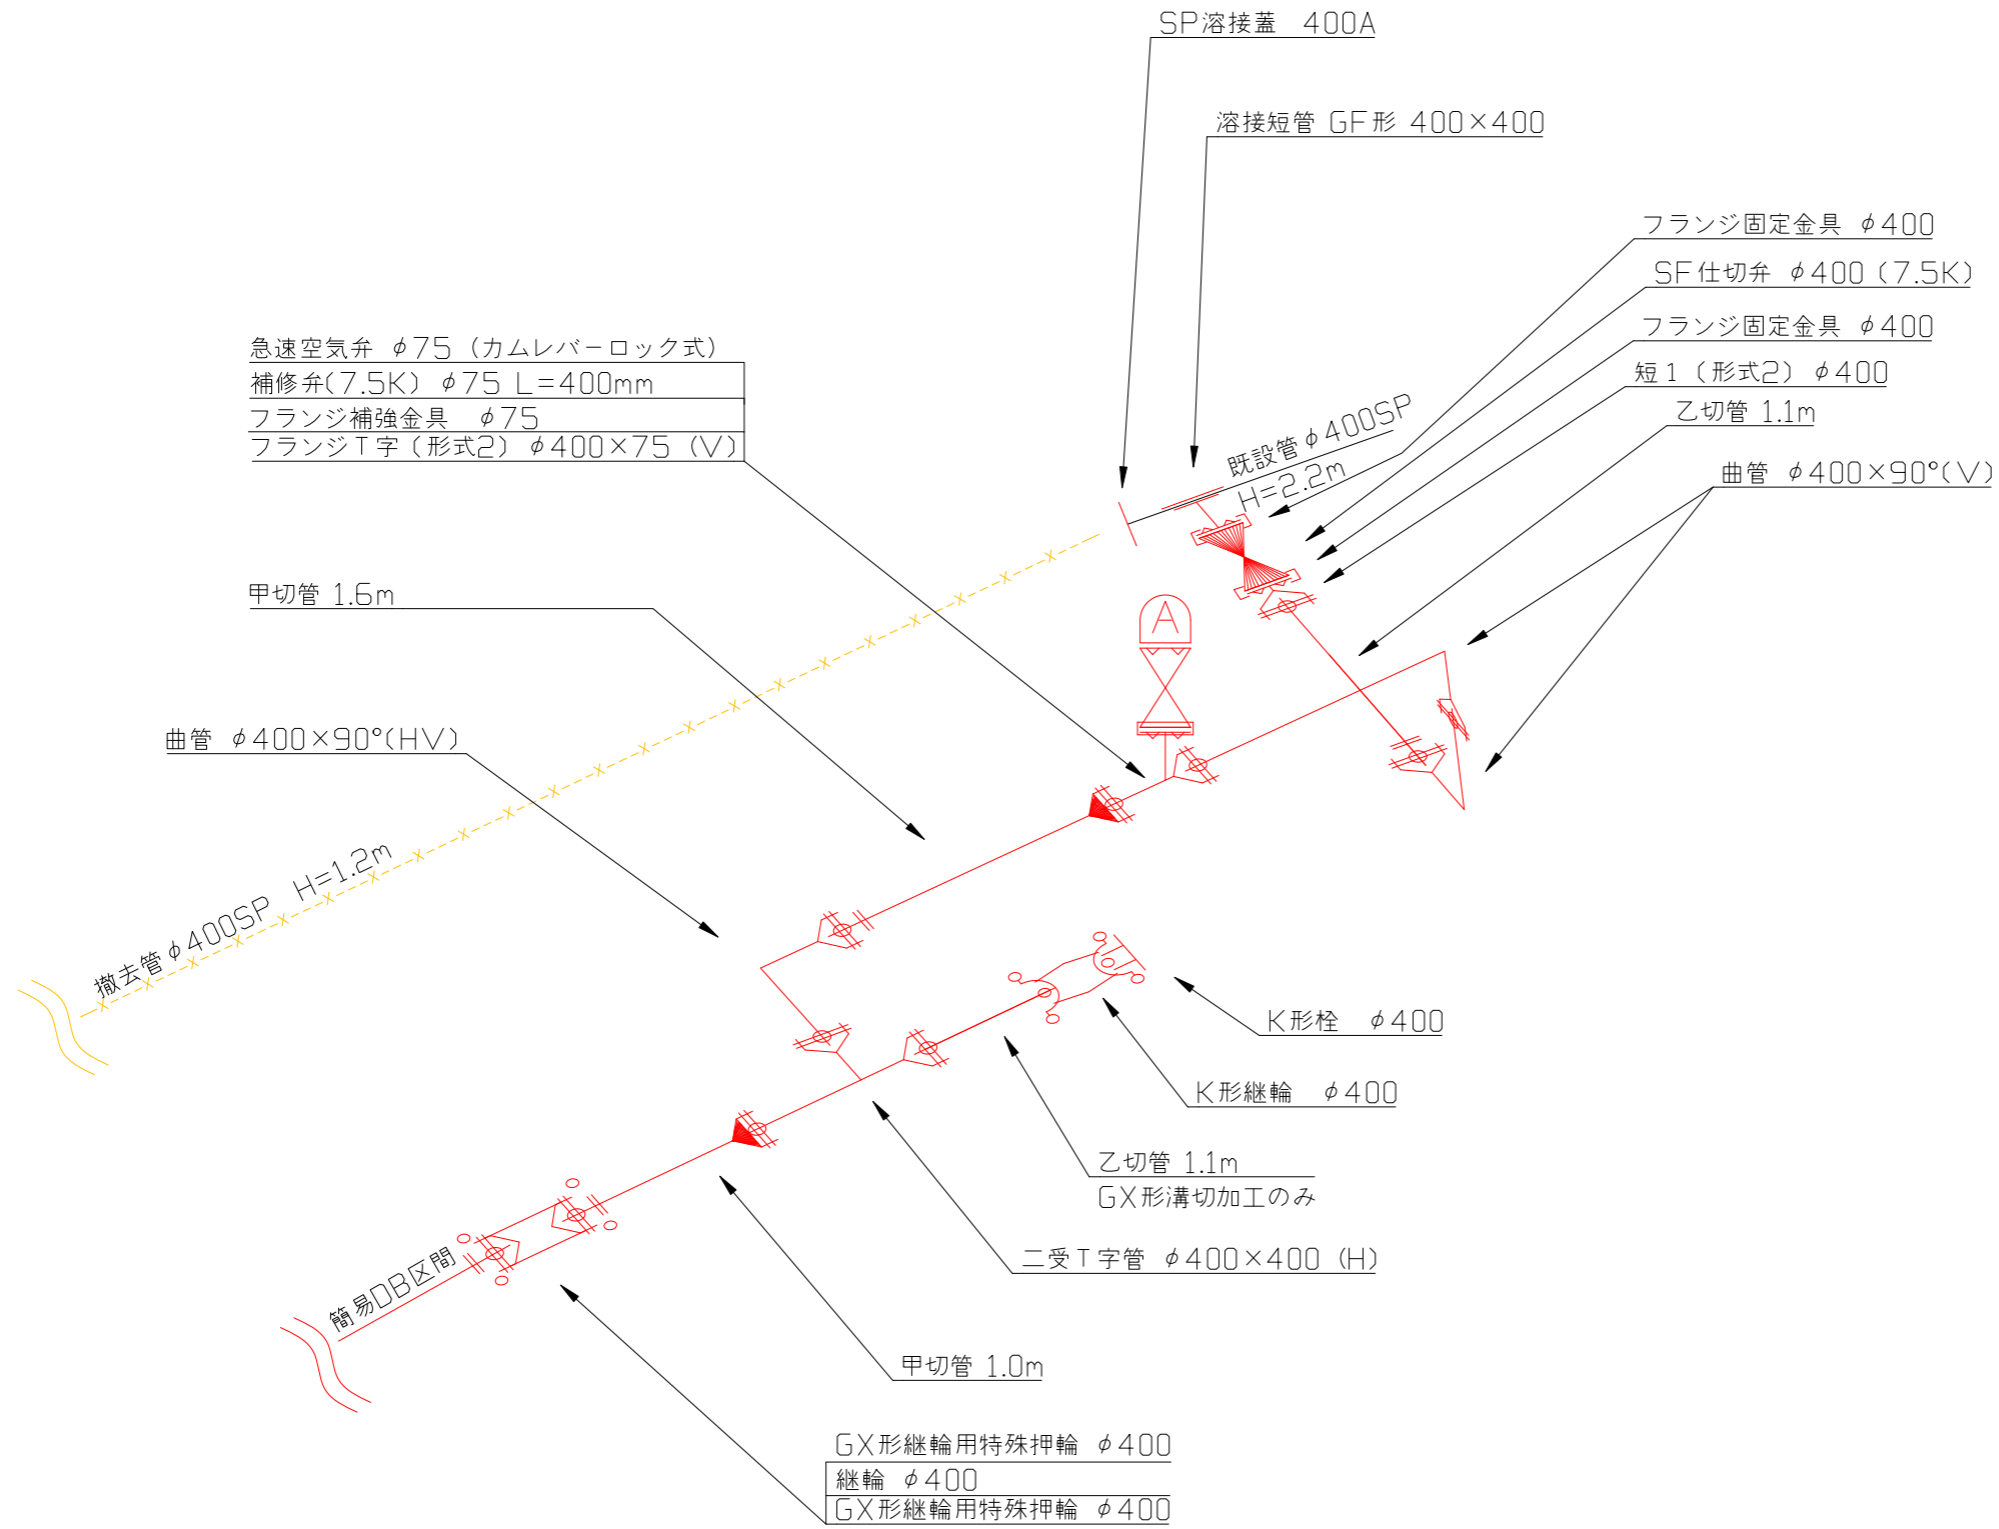 SP溶接蓋 400A
溶接短管 GF形 400×400
フランジ固定金具 φ400
SF仕切弁 φ400(7.5K)
フランジ固定金具 φ400
短1(形式2) φ400
乙切管 1.1m
曲管 φ400×90°(V)
急速空気弁 φ75 (カムレバーロック式)
補修弁(7.5K) φ75 L=400mm
フランジ補強金具 φ75
フランジT字(形式2) φ400×75 (V)
既設管φ400SP
H=2.2m
甲切管 1.6m
A
曲管 φ400×90°(HV)
撤去管φ400SP H=1.2m
K形栓 φ400
K形継輪 φ400
乙切管 1.1m
GX形溝切加工のみ
二受T字管 φ400×400 (H)
簡易DB区間
甲切管 1.0m
GX形継輪用特殊押輪 φ400
継輪 φ400
GX形継輪用特殊押輪 φ400